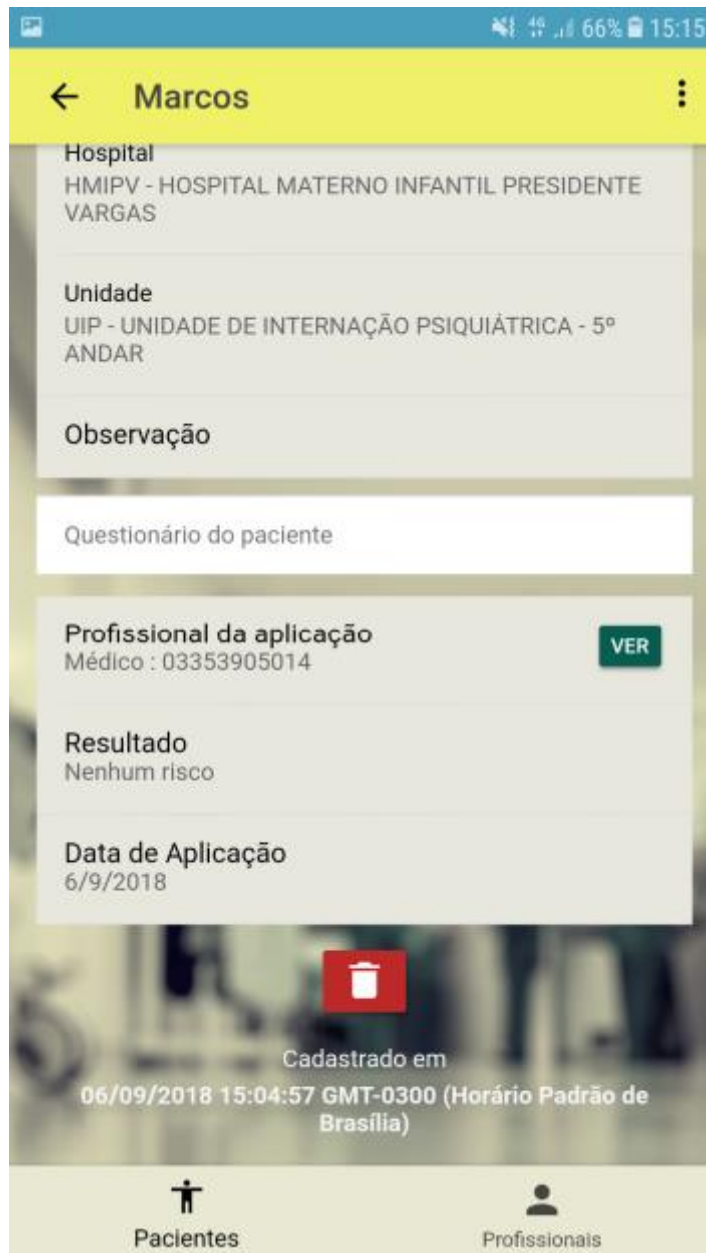 4G 66% 15:15
Marcos
Hospital
HMIPV - HOSPITAL MATERNO INFANTIL PRESIDENTE
VARGAS
Unidade
UIP - UNIDADE DE INTERNAÇÃO PSIQUIÁTRICA - 5º
ANDAR
Observação
Questionário do paciente
Profissional da aplicação
VER
Médico : 03353905014
Resultado
Nenhum risco
Data de Aplicação
6/9/2018
Cadastrado em
06/09/2018 15:04:57 GMT-0300 (Horário Padrão de
Brasília)
Pacientes
Profissionais